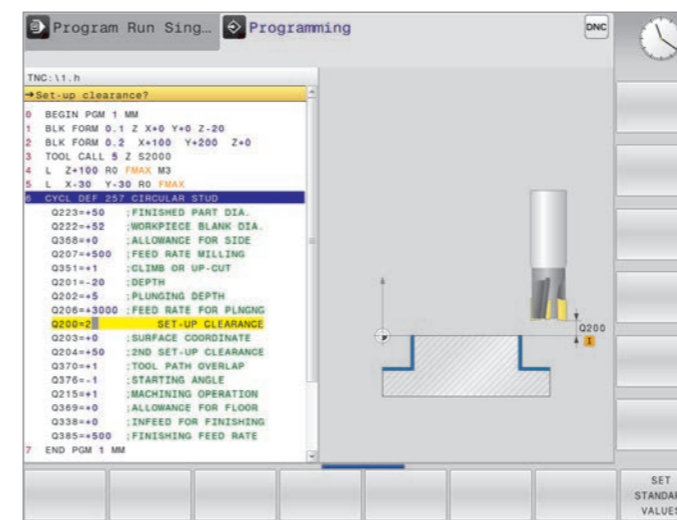 Program Run Sing… Programming DNC
TNC:\1.h
→Set-up clearance?
0 BEGIN PGM 1 MM
1 BLK FORM 0.1 Z X+0 Y+0 Z-20
2 BLK FORM 0.2 X+100 Y+200 Z+0
3 TOOL CALL 5 Z S2000
4 L Z+100 R0 FMAX M3
5 L X-30 Y-30 R0 FMAX
6 CYCL DEF 257 CIRCULAR STUD
Q223=+50 ;FINISHED PART DIA.
Q222=+52 ;WORKPIECE BLANK DIA.
Q368=+0 ;ALLOWANCE FOR SIDE
Q207=+500 ;FEED RATE MILLING
Q351=+1 ;CLIMB OR UP-CUT
Q201=-20 ;DEPTH
Q202=+5 ;PLUNGING DEPTH
Q206=+3000 ;FEED RATE FOR PLNGNG
Q200=2 SET-UP CLEARANCE
Q203=+0 ;SURFACE COORDINATE
Q204=+50 ;2ND SET-UP CLEARANCE
Q370=+1 ;TOOL PATH OVERLAP
Q376=-1 ;STARTING ANGLE
Q215=+1 ;MACHINING OPERATION
Q369=+0 ;ALLOWANCE FOR FLOOR
Q338=+0 ;INFEED FOR FINISHING
Q385=+500 ;FINISHING FEED RATE
7 END PGM 1 MM
Q200
I
SET
STANDAR
VALUES